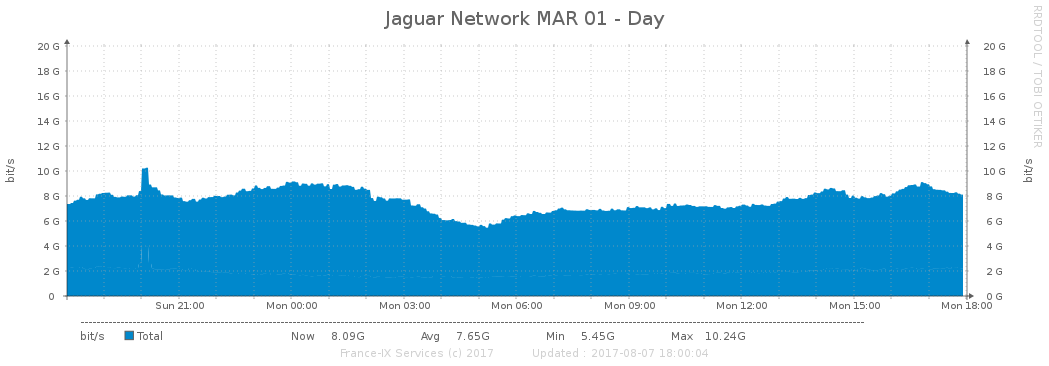 Jaguar Network MAR 01 - Day
RRDTOOL / TOBI OETIKER
bit/s
20 G 20 G
18 G 18 G
16 G 16 G
14 G 14 G
12 G 12 G
10 G 10 G
8 G 8 G
6 G 6 G
4 G 4 G
2 G 2 G
0 0 G
bit/s
Sun 21:00 Mon 00:00 Mon 03:00 Mon 06:00 Mon 09:00 Mon 12:00 Mon 15:00 Mon 18:00
bit/s Total Now 8.09G Avg 7.65G Min 5.45G Max 10.24G
France-IX Services (c) 2017 Updated : 2017-08-07 18:00:04